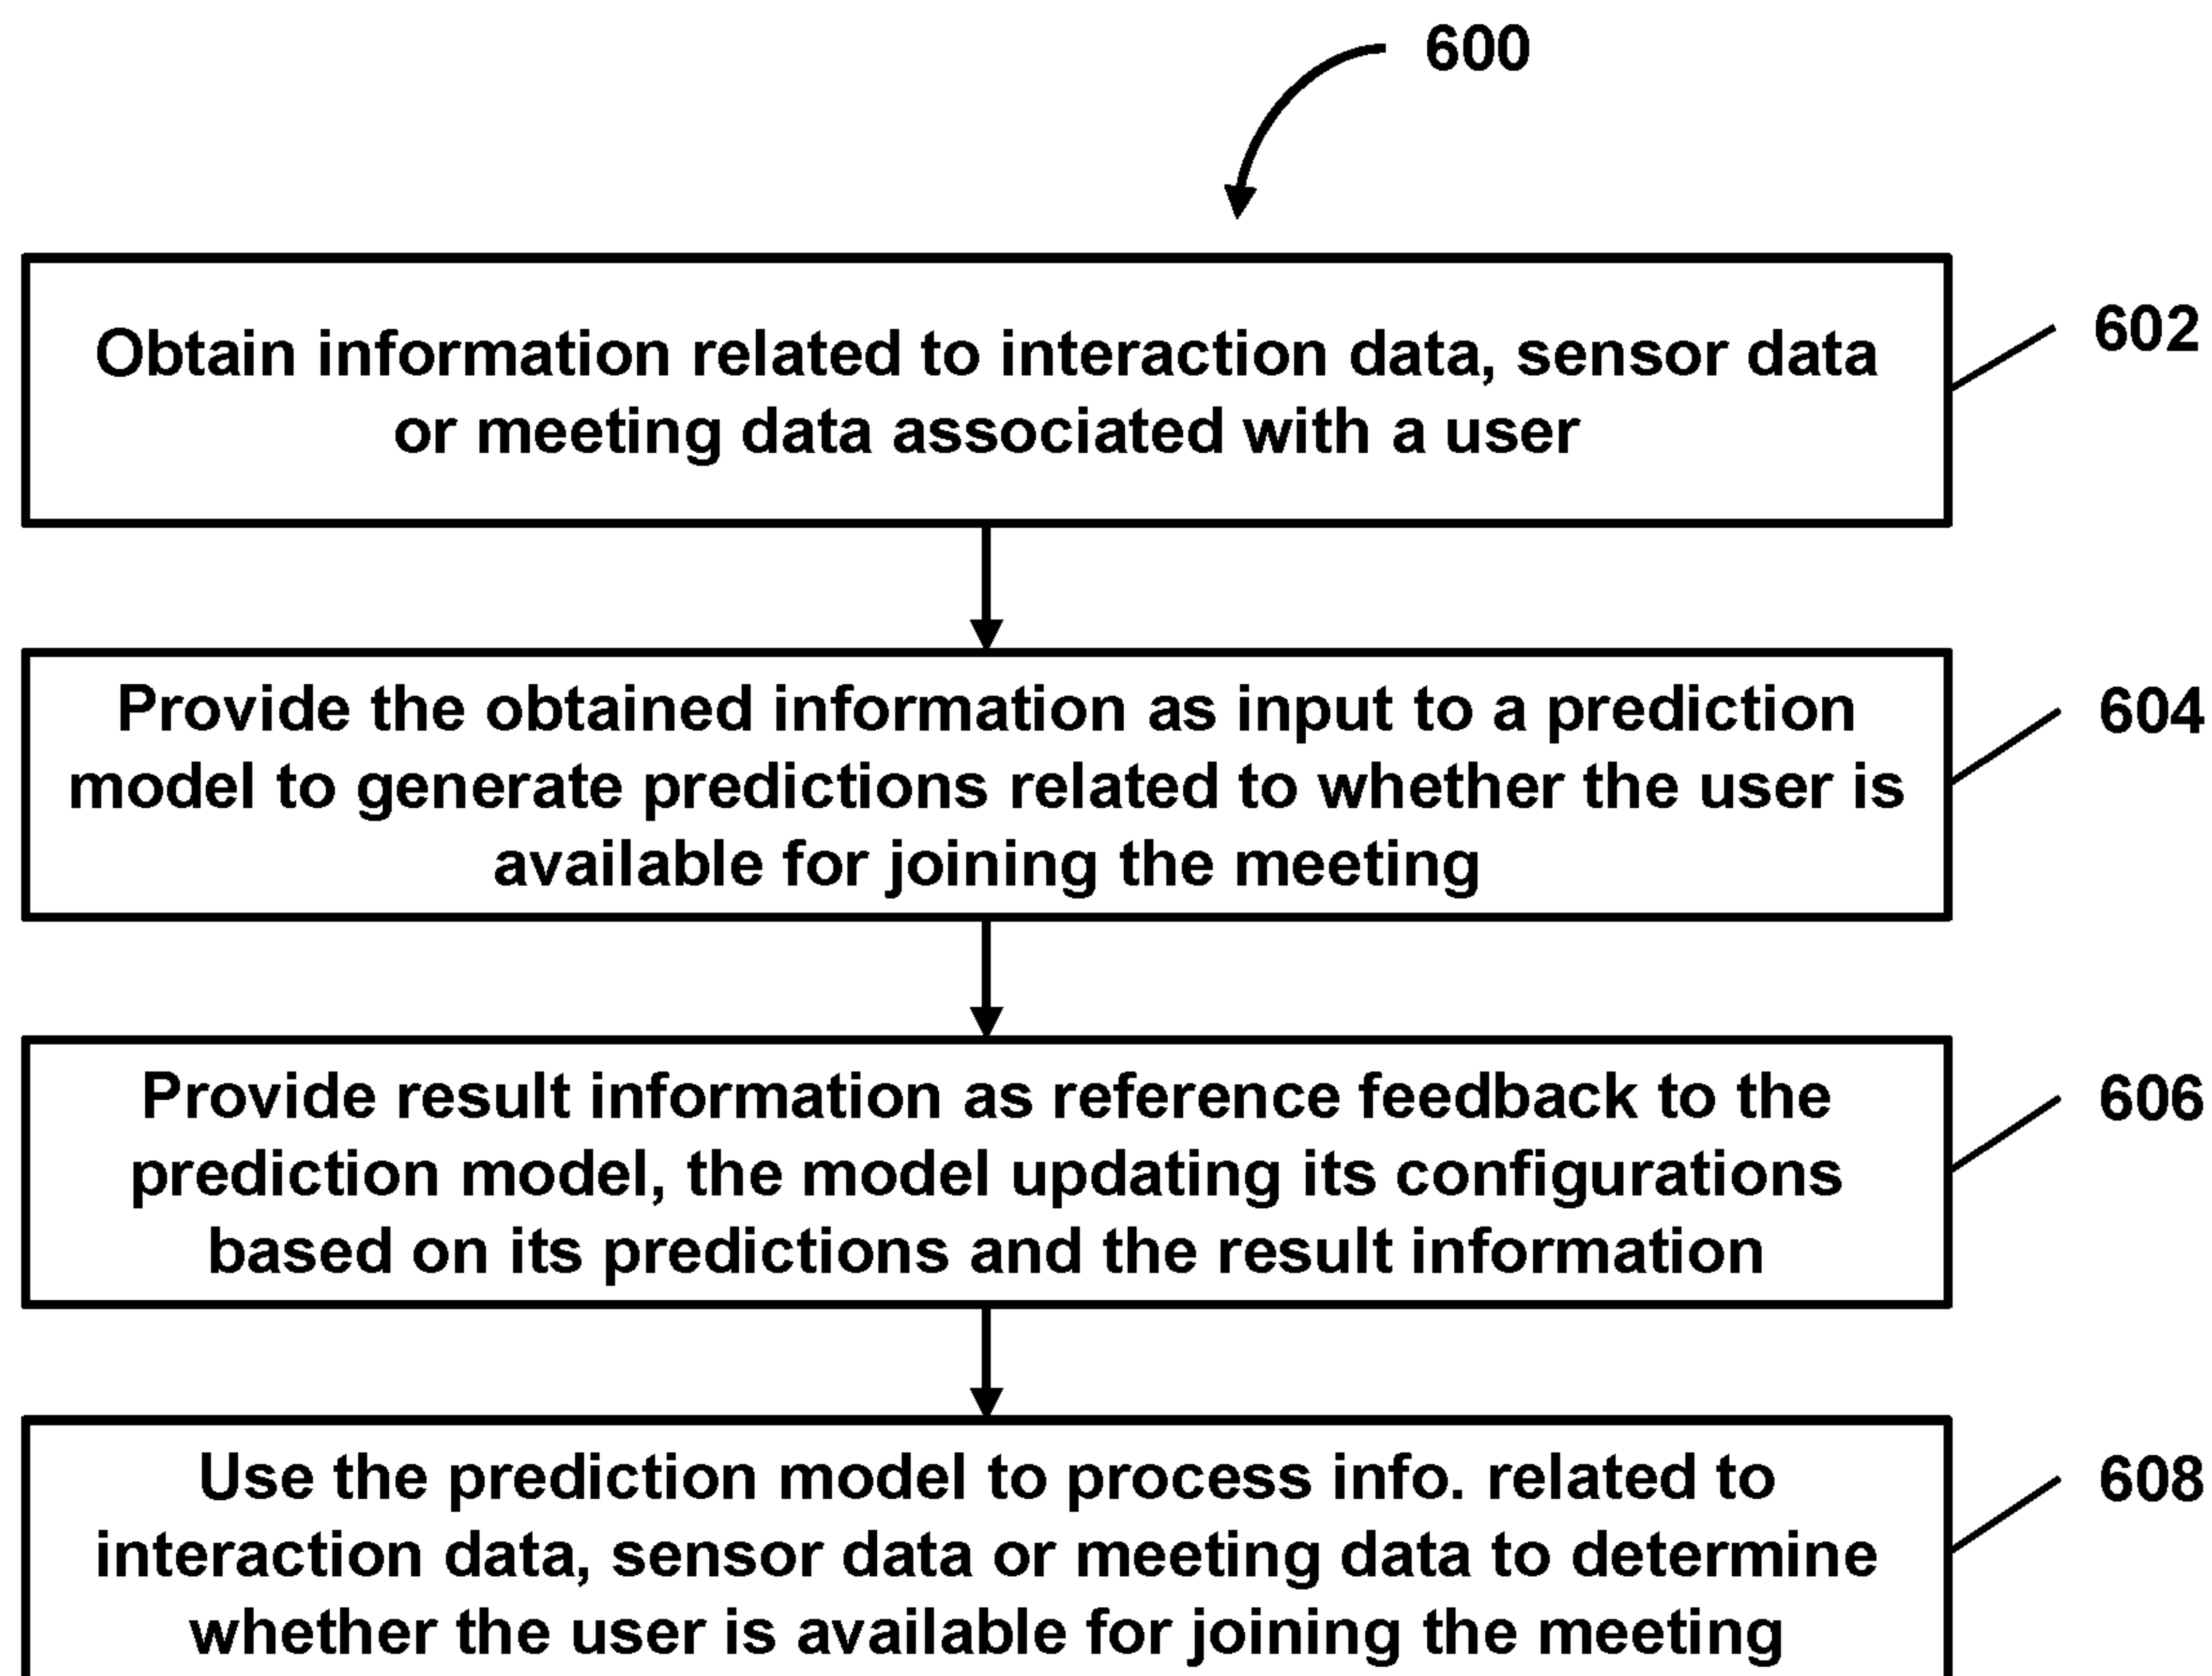 600
Obtain information related to interaction data, sensor data
or meeting data associated with a user
602
Provide the obtained information as input to a prediction
model to generate predictions related to whether the user is
available for joining the meeting
604
Provide result information as reference feedback to the
prediction model, the model updating its configurations
based on its predictions and the result information
606
Use the prediction model to process info. related to
interaction data, sensor data or meeting data to determine
whether the user is available for joining the meeting
608